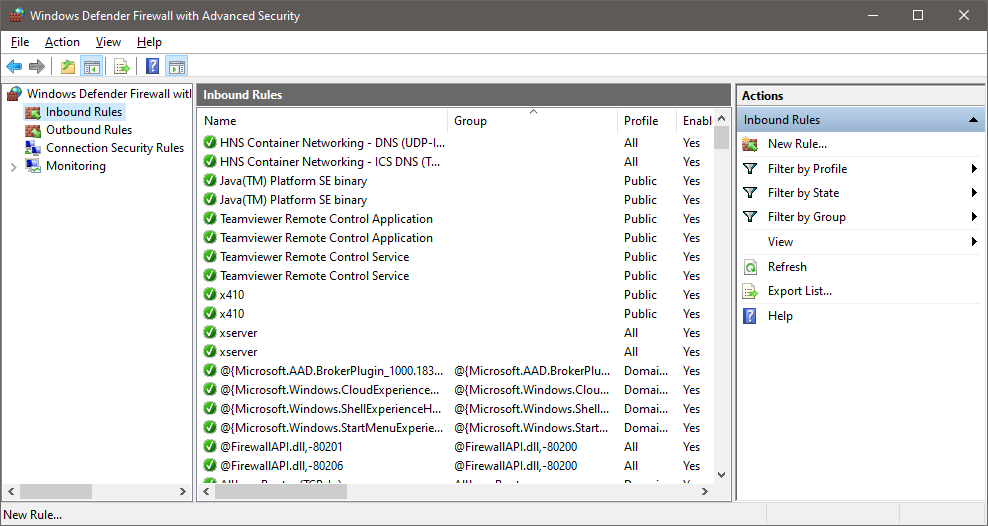 Windows Defender Firewall with Advanced Security
File Action View Help
Windows Defender Firewall wit
Inbound Rules
Outbound Rules
Connection Security Rules
Monitoring
Inbound Rules
Name Group Profile Enable
HNS Container Networking - DNS (UDP-I... All Yes
HNS Container Networking - ICS DNS (T... All Yes
Java(TM) Platform SE binary Public Yes
Java(TM) Platform SE binary Public Yes
Teamviewer Remote Control Application Public Yes
Teamviewer Remote Control Application Public Yes
Teamviewer Remote Control Service Public Yes
Teamviewer Remote Control Service Public Yes
x410 Public Yes
x410 Public Yes
xserver All Yes
xserver All Yes
@{Microsoft.AAD.BrokerPlugin_1000.183... @{Microsoft.AAD.BrokerPlu... Domai... Yes
@{Microsoft.Windows.CloudExperience... @{Microsoft.Windows.Clou... Domai... Yes
@{Microsoft.Windows.ShellExperienceH... @{Microsoft.Windows.Shell... Domai... Yes
@{Microsoft.Windows.StartMenuExperie... @{Microsoft.Windows.Start... Domai... Yes
@FirewallAPI.dll,-80201 @FirewallAPI.dll,-80200 All Yes
@FirewallAPI.dll,-80206 @FirewallAPI.dll,-80200 All Yes
Actions
Inbound Rules
New Rule...
Filter by Profile
Filter by State
Filter by Group
View
Refresh
Export List...
Help
New Rule...